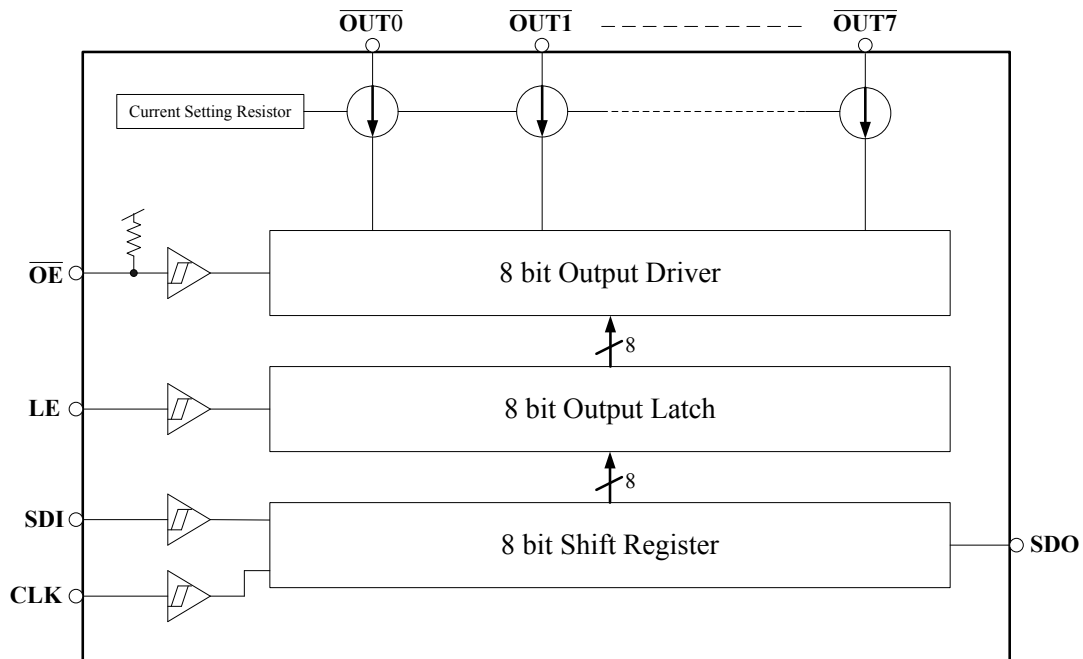 OUT0 OUT1 OUT7
Current Setting Resistor
OE
8 bit Output Driver
8
LE
8 bit Output Latch
8
SDI
8 bit Shift Register
SDO
CLK